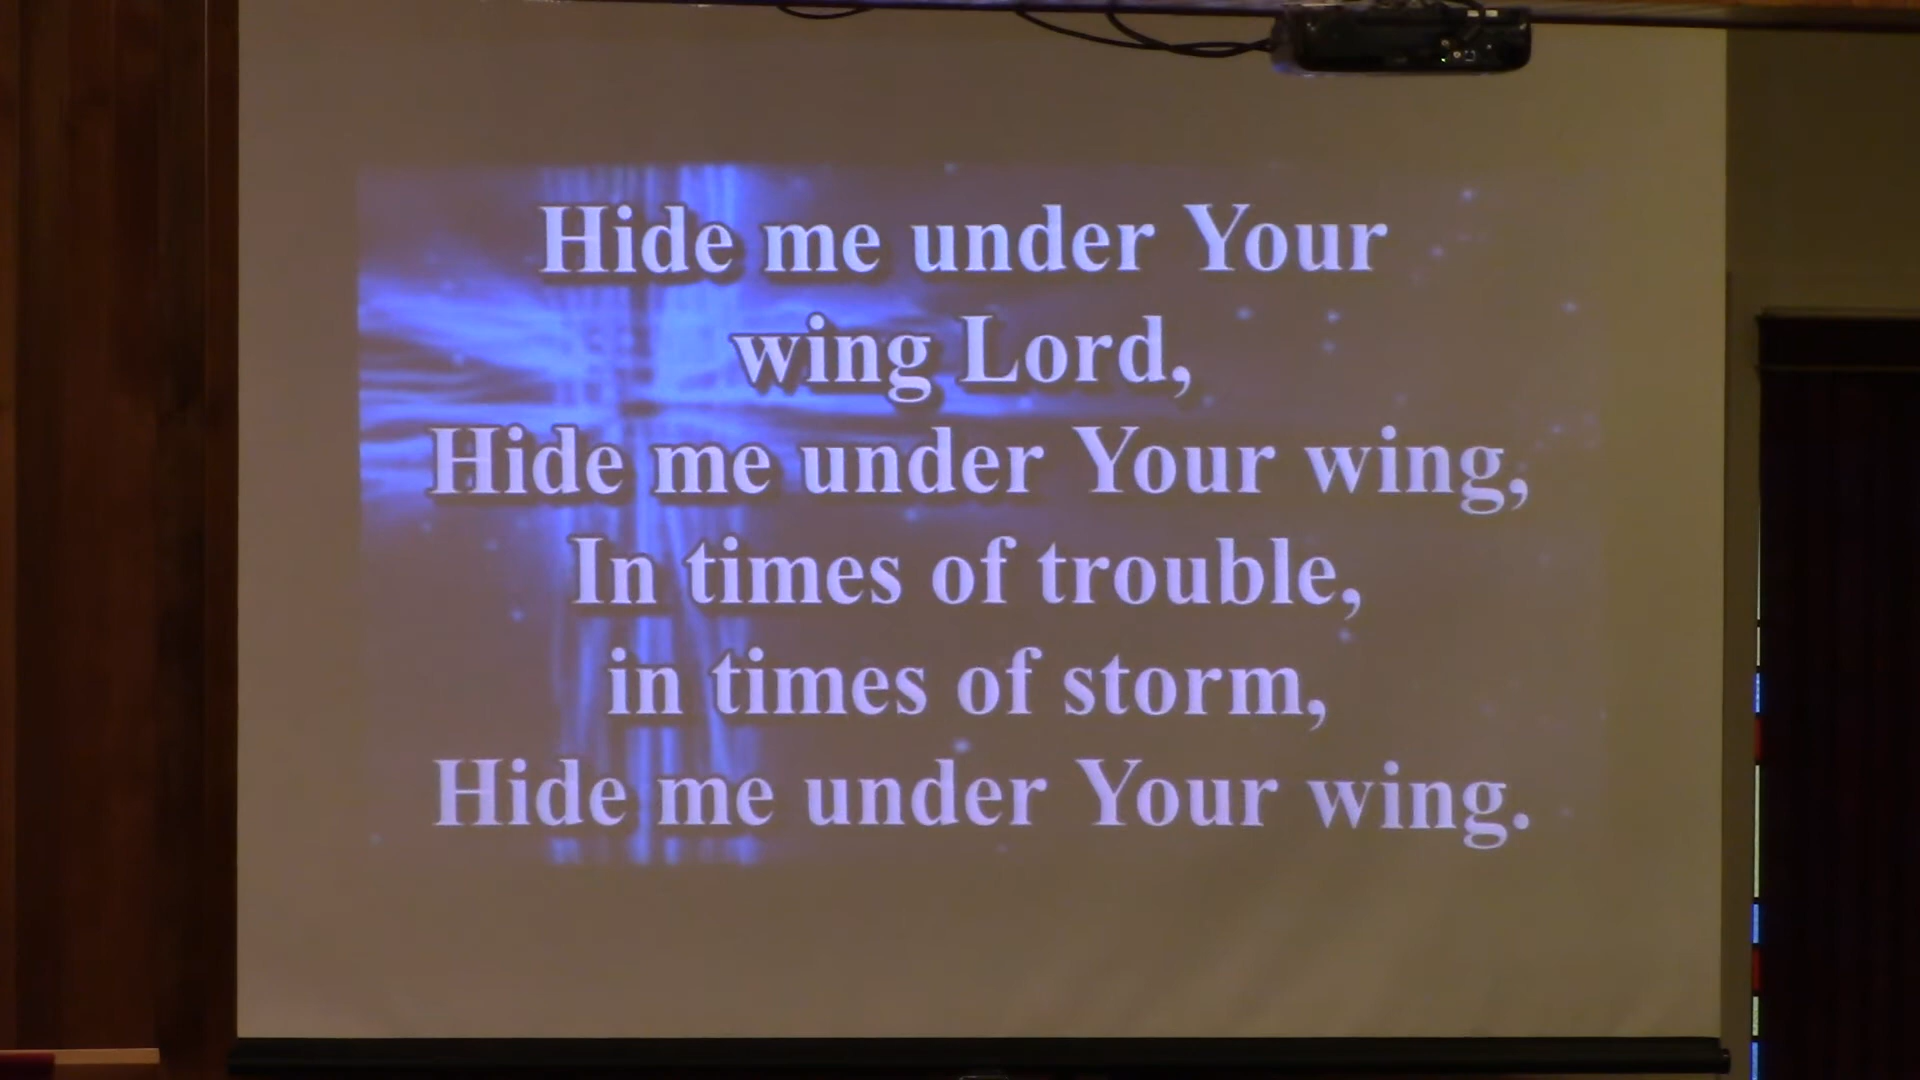 Hide me under Your
wing Lord,
Hide me under Your wing,
In times of trouble,
in times of storm,
Hide me under Your wing.